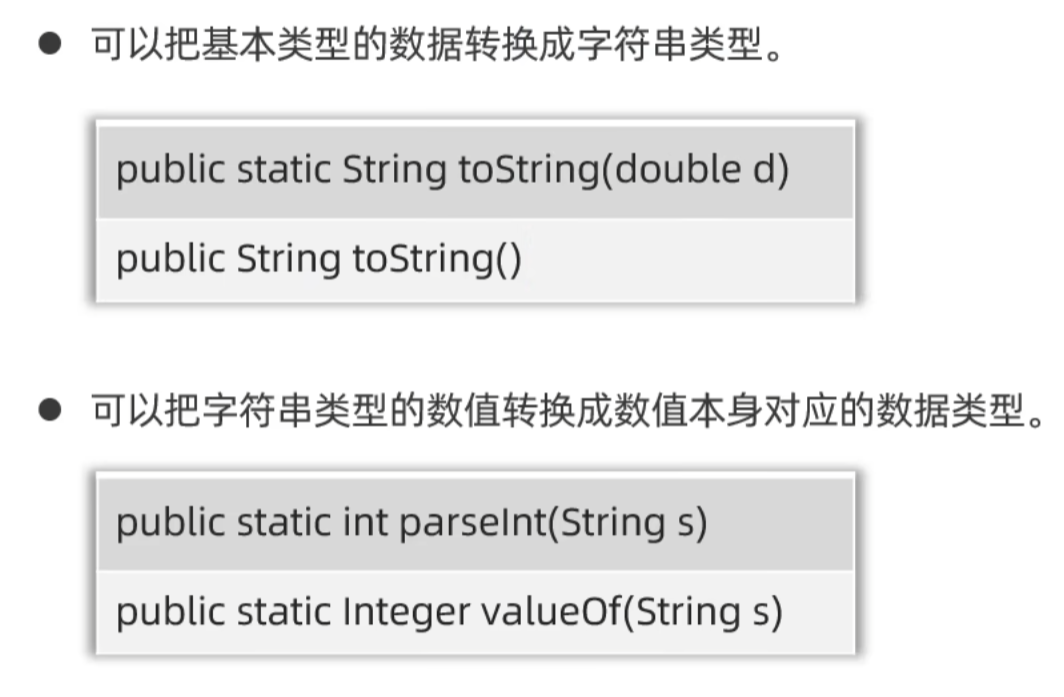 ● 可以把基本类型的数据转换成字符串类型。
public static String toString(double d)
public String toString()
● 可以把字符串类型的数值转换成数值本身对应的数据类型。
public static int parseInt(String s)
public static Integer valueOf(String s)